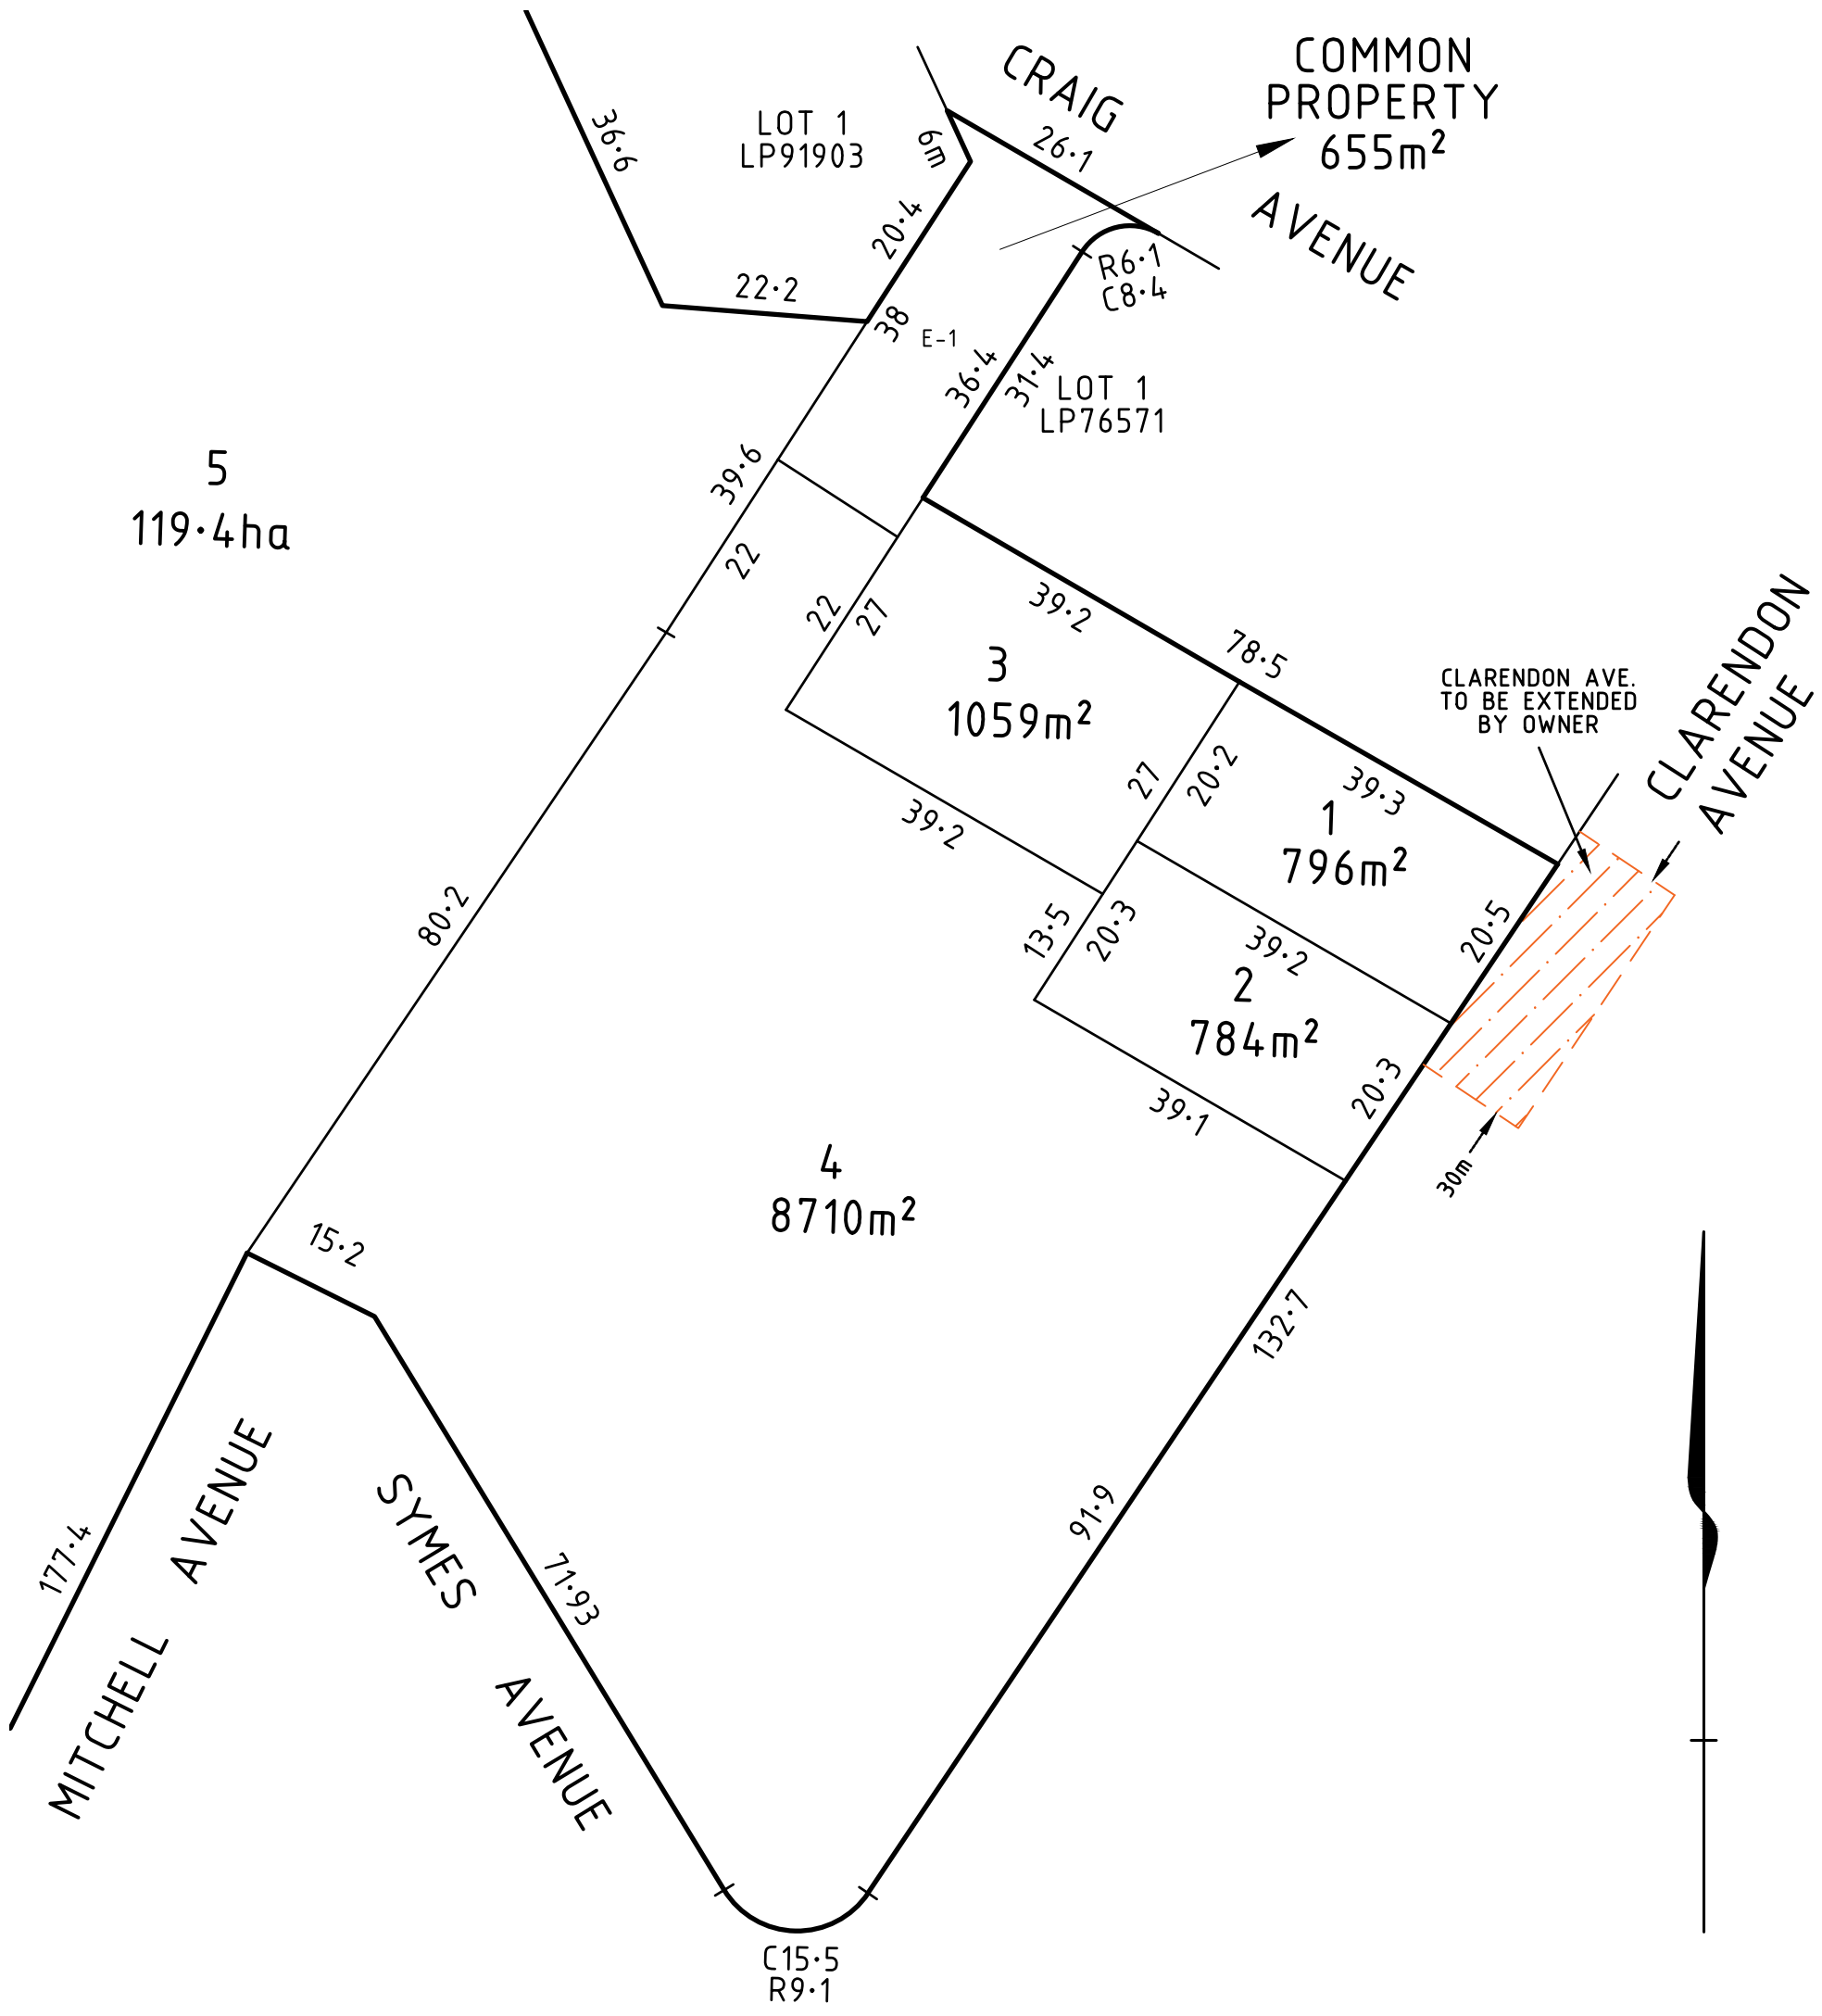 CRAIG
AVENUE
COMMON
PROPERTY
655m²
LOT 1
LP91903
36·6
6m
26·1
20·4
22·2
R6·1
C8·4
38
E-1
36·4
31·4
LOT 1
LP76571
5
119·4ha
39·6
22
22
27
39·2
78·5
3
1059m²
CLARENDON AVE.
TO BE EXTENDED
BY OWNER
CLARENDON
AVENUE
27
20·2
39·3
1
796m²
39·2
80·2
13·5
20·3
39·2
20·5
2
784m²
20·3
39·1
30m
4
8710m²
15·2
132·7
91·9
177·4
MITCHELL AVENUE
SYMES AVENUE
71·93
C15·5
R9·1